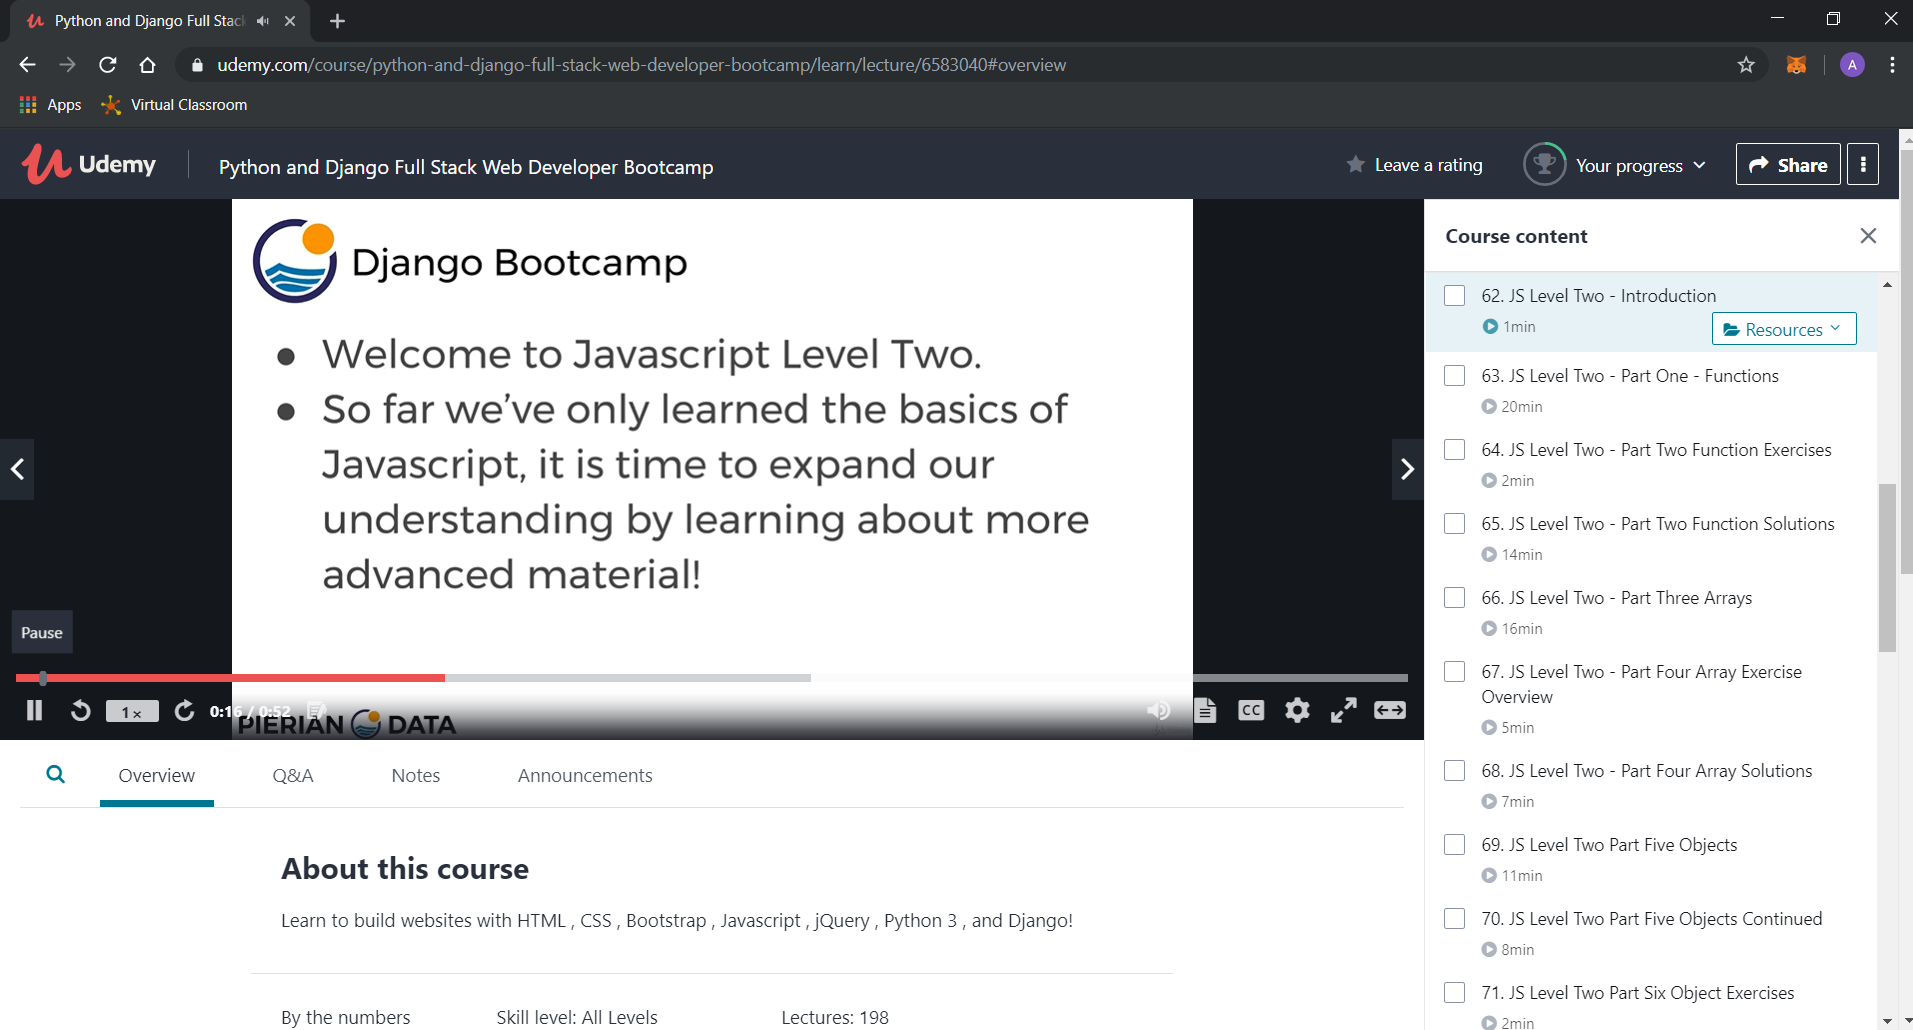 Python and Django Full Stac
udemy.com/course/python-and-django-full-stack-web-developer-bootcamp/learn/lecture/6583040#overview
A
Apps
Virtual Classroom
Udemy
Python and Django Full Stack Web Developer Bootcamp
Leave a rating
Your progress
Share
Django Bootcamp
Welcome to Javascript Level Two.
So far we’ve only learned the basics of
Javascript, it is time to expand our
understanding by learning about more
advanced material!
Pause
1×
0:16 / 0:52
PIERIAN DATA
CC
Course content
62. JS Level Two - Introduction
1min
Resources
63. JS Level Two - Part One - Functions
20min
64. JS Level Two - Part Two Function Exercises
2min
65. JS Level Two - Part Two Function Solutions
14min
66. JS Level Two - Part Three Arrays
16min
67. JS Level Two - Part Four Array Exercise
Overview
5min
68. JS Level Two - Part Four Array Solutions
7min
69. JS Level Two Part Five Objects
11min
70. JS Level Two Part Five Objects Continued
8min
71. JS Level Two Part Six Object Exercises
2min
Overview
Q&A
Notes
Announcements
About this course
Learn to build websites with HTML , CSS , Bootstrap , Javascript , jQuery , Python 3 , and Django!
By the numbers
Skill level: All Levels
Lectures: 198